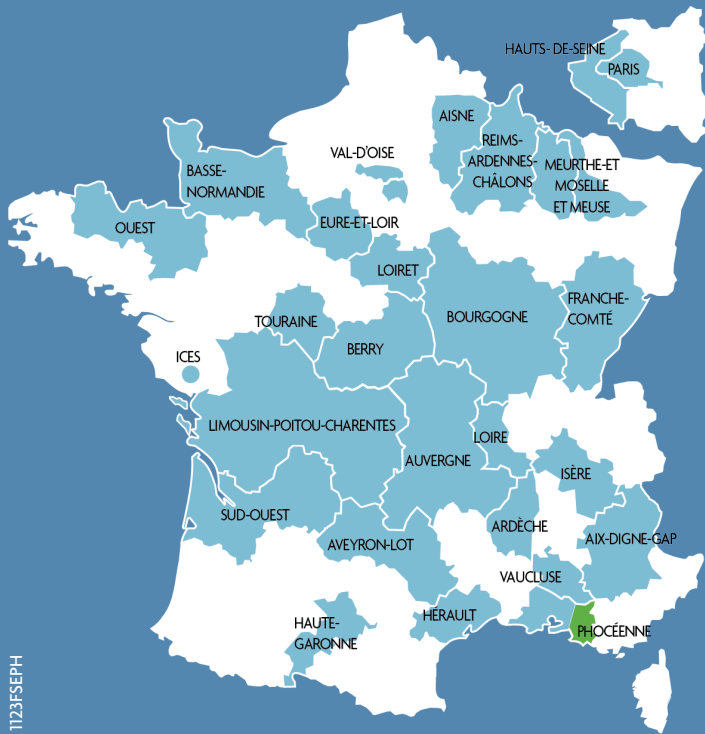 HAUTS- DE-SEINE
PARIS
AISNE
REIMS-
ARDENNES-
CHÂLONS
VAL-D'OISE
MEURTHE-ET
MOSELLE
ET MEUSE
BASSE-
NORMANDIE
OUEST
EURE-ET-LOIR
LOIRET
FRANCHE-
COMTÉ
BOURGOGNE
TOURAINE
BERRY
ICES
LIMOUSIN-POITOU-CHARENTES
LOIRE
AUVERGNE
ISÈRE
SUD-OUEST
ARDÈCHE
AIX-DIGNE-GAP
AVEYRON-LOT
VAUCLUSE
HÉRAULT
HAUTE-
GARONNE
PHOCÉENNE
1123FSEPH